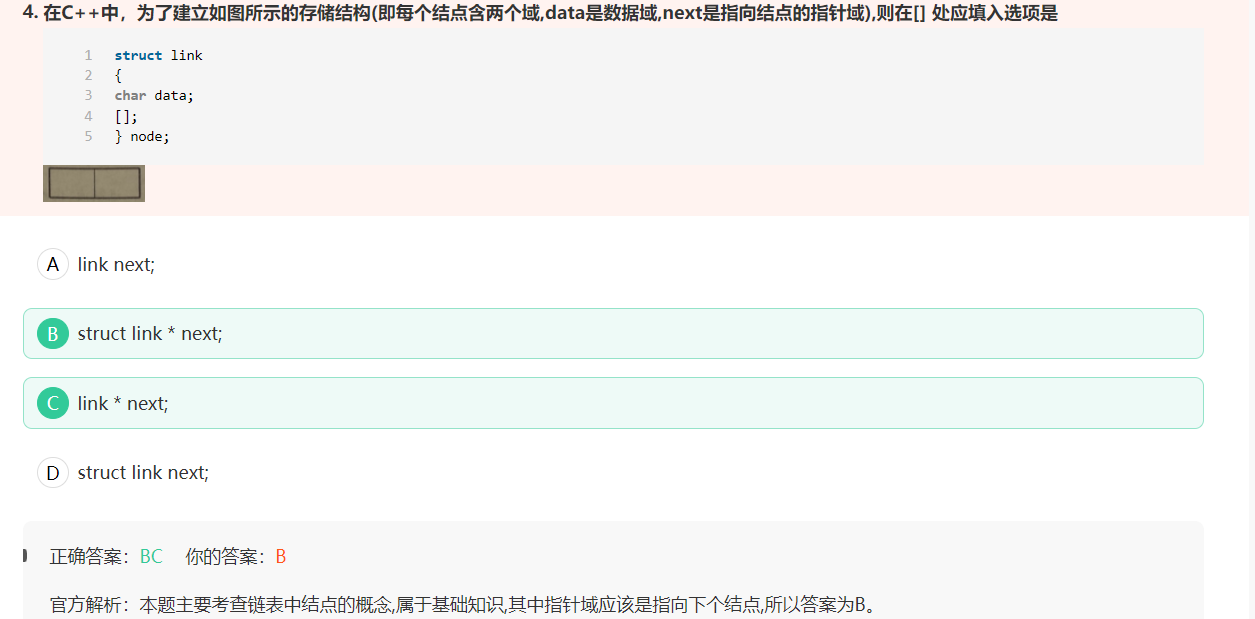 4. 在C++中，为了建立如图所示的存储结构(即每个结点含两个域,data是数据域,next是指向结点的指针域),则在[] 处应填入选项是
1 struct link
2 {
3 char data;
4 [];
5 } node;
A link next;
B struct link * next;
C link * next;
D struct link next;
正确答案：BC 你的答案：B
官方解析：本题主要考查链表中结点的概念,属于基础知识,其中指针域应该是指向下个结点,所以答案为B。